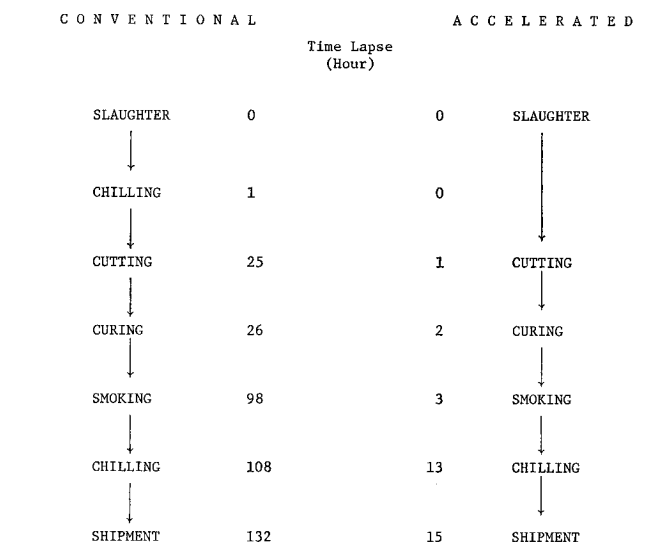 CONVENTIONAL ACCELERATED
Time Lapse
(Hour)
SLAUGHTER 0 0 SLAUGHTER
CHILLING 1 0
CUTTING 25 1 CUTTING
CURING 26 2 CURING
SMOKING 98 3 SMOKING
CHILLING 108 13 CHILLING
SHIPMENT 132 15 SHIPMENT